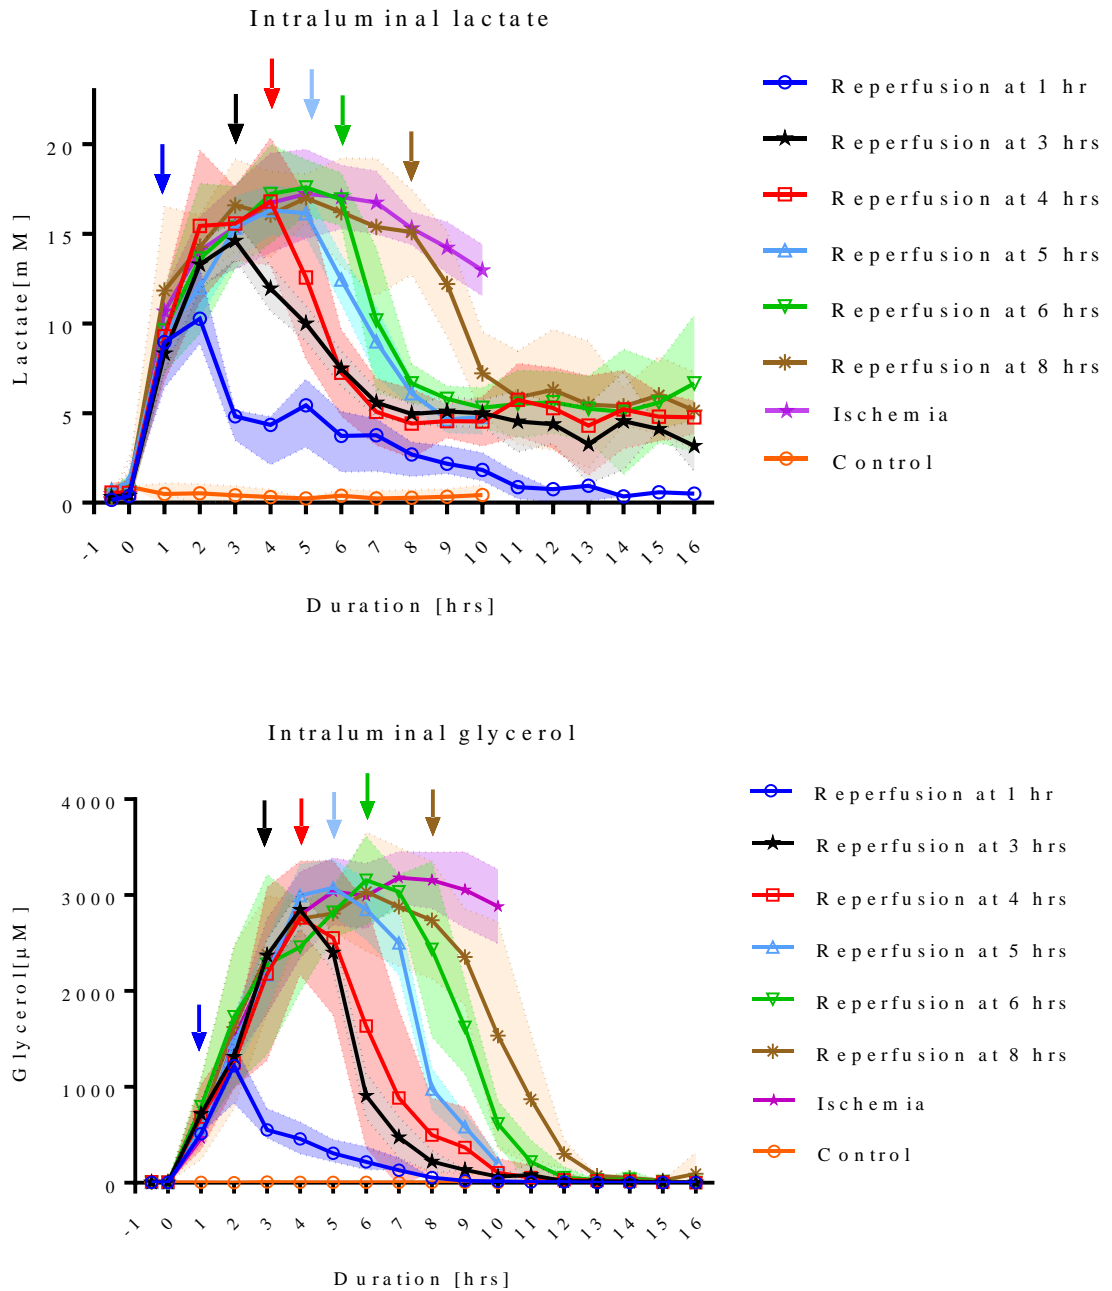 Intraluminal lactate
Lactate[mM]
20
15
10
5
0
-1 0 1 2 3 4 5 6 7 8 9 10 11 12 13 14 15 16
Duration [hrs]
Reperfusion at 1 hr
Reperfusion at 3 hrs
Reperfusion at 4 hrs
Reperfusion at 5 hrs
Reperfusion at 6 hrs
Reperfusion at 8 hrs
Ischemia
Control
Intraluminal glycerol
Glycerol[µM]
4000
3000
2000
1000
0
-1 0 1 2 3 4 5 6 7 8 9 10 11 12 13 14 15 16
Duration [hrs]
Reperfusion at 1 hr
Reperfusion at 3 hrs
Reperfusion at 4 hrs
Reperfusion at 5 hrs
Reperfusion at 6 hrs
Reperfusion at 8 hrs
Ischemia
Control